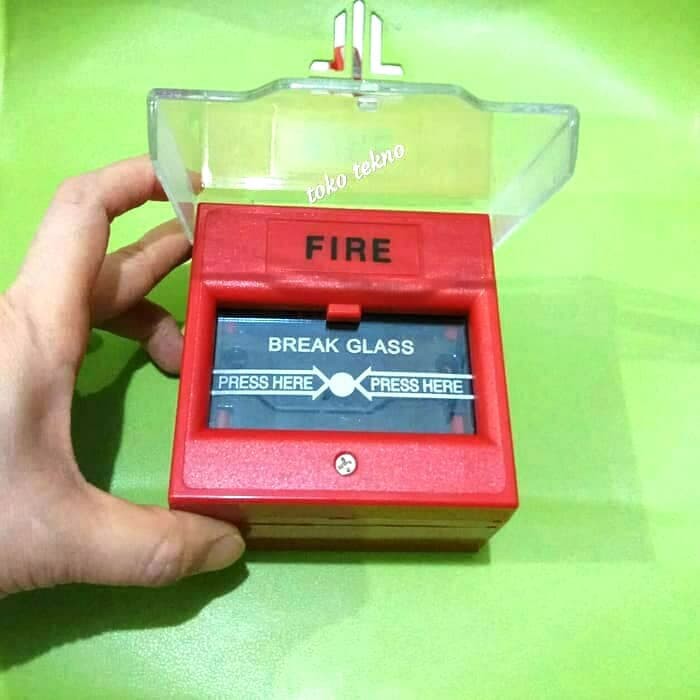 toko tekno
FIRE
BREAK GLASS
PRESS HERE PRESS HERE